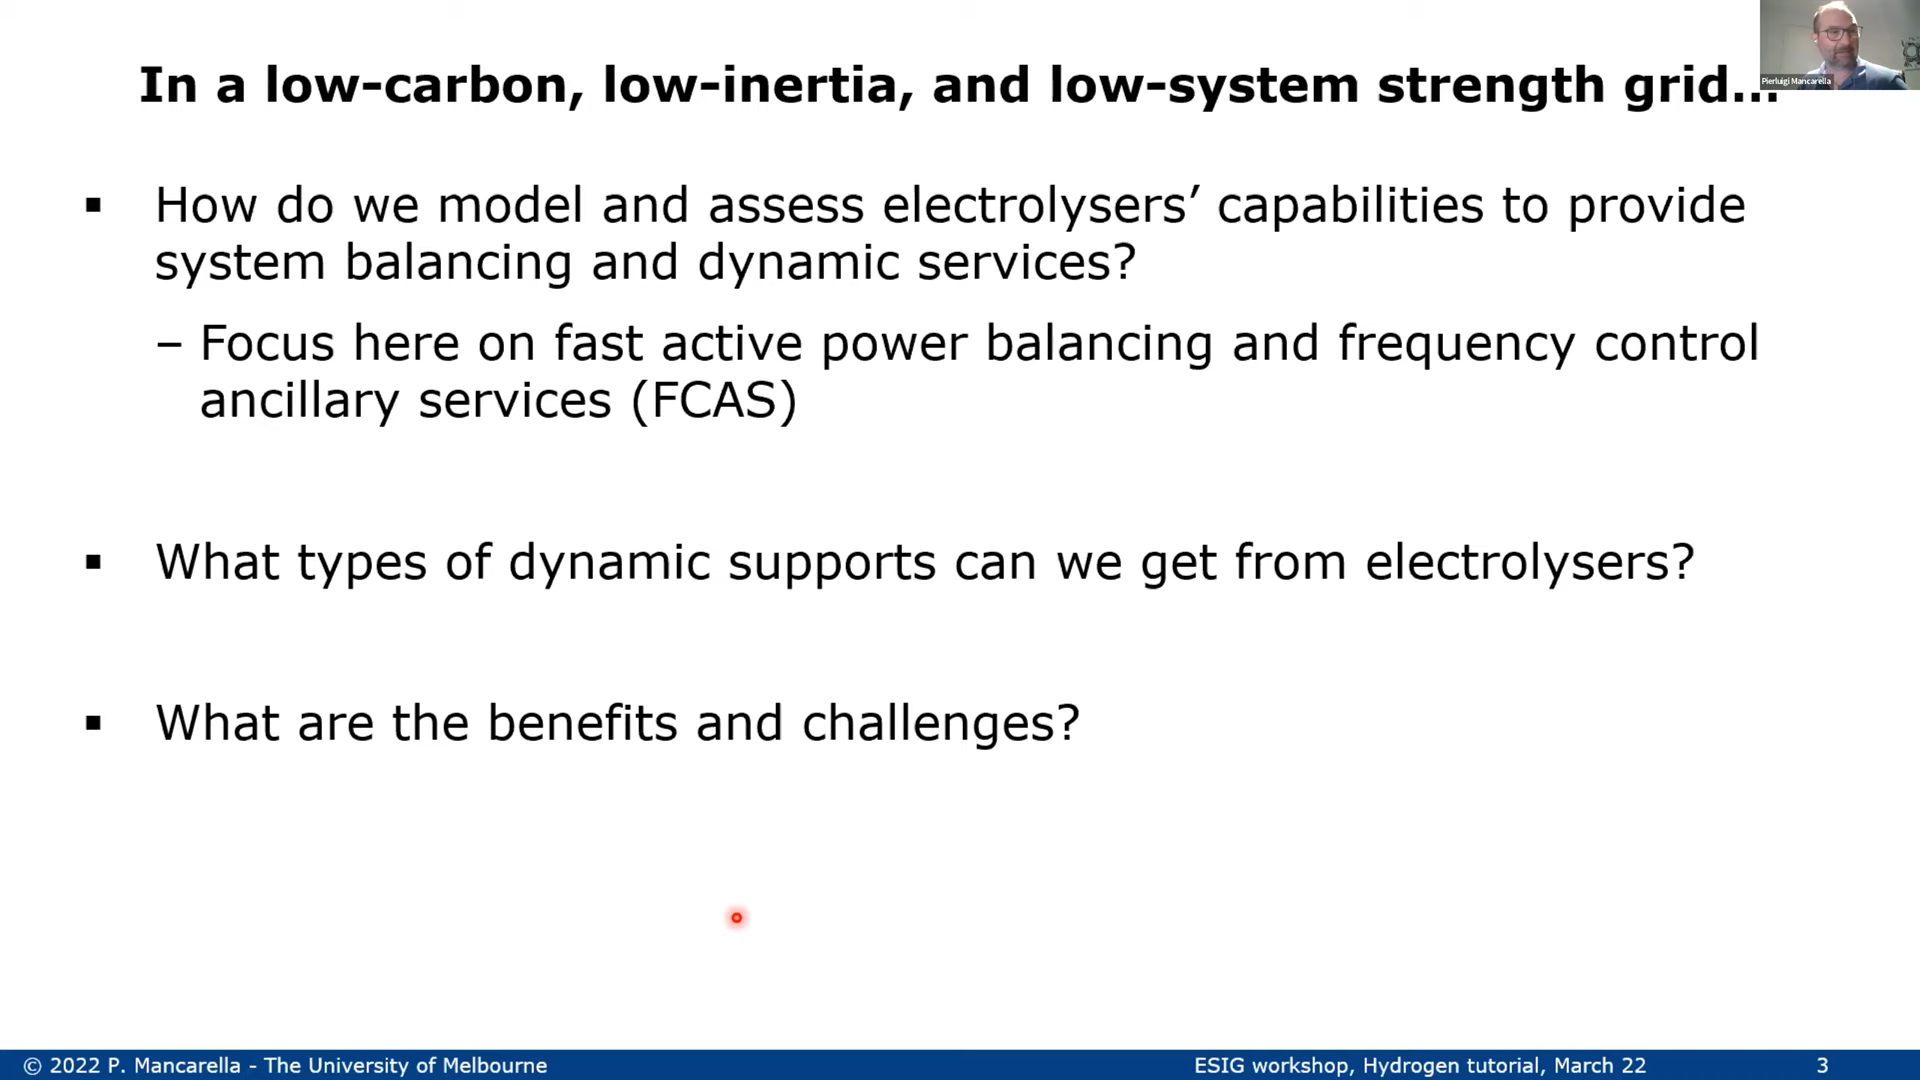 In a low-carbon, low-inertia, and low-system strength grid...
Pierluigi Mancarella
▪ How do we model and assess electrolysers’ capabilities to provide
system balancing and dynamic services?
– Focus here on fast active power balancing and frequency control
ancillary services (FCAS)
▪ What types of dynamic supports can we get from electrolysers?
▪ What are the benefits and challenges?
© 2022 P. Mancarella - The University of Melbourne
ESIG workshop, Hydrogen tutorial, March 22
3